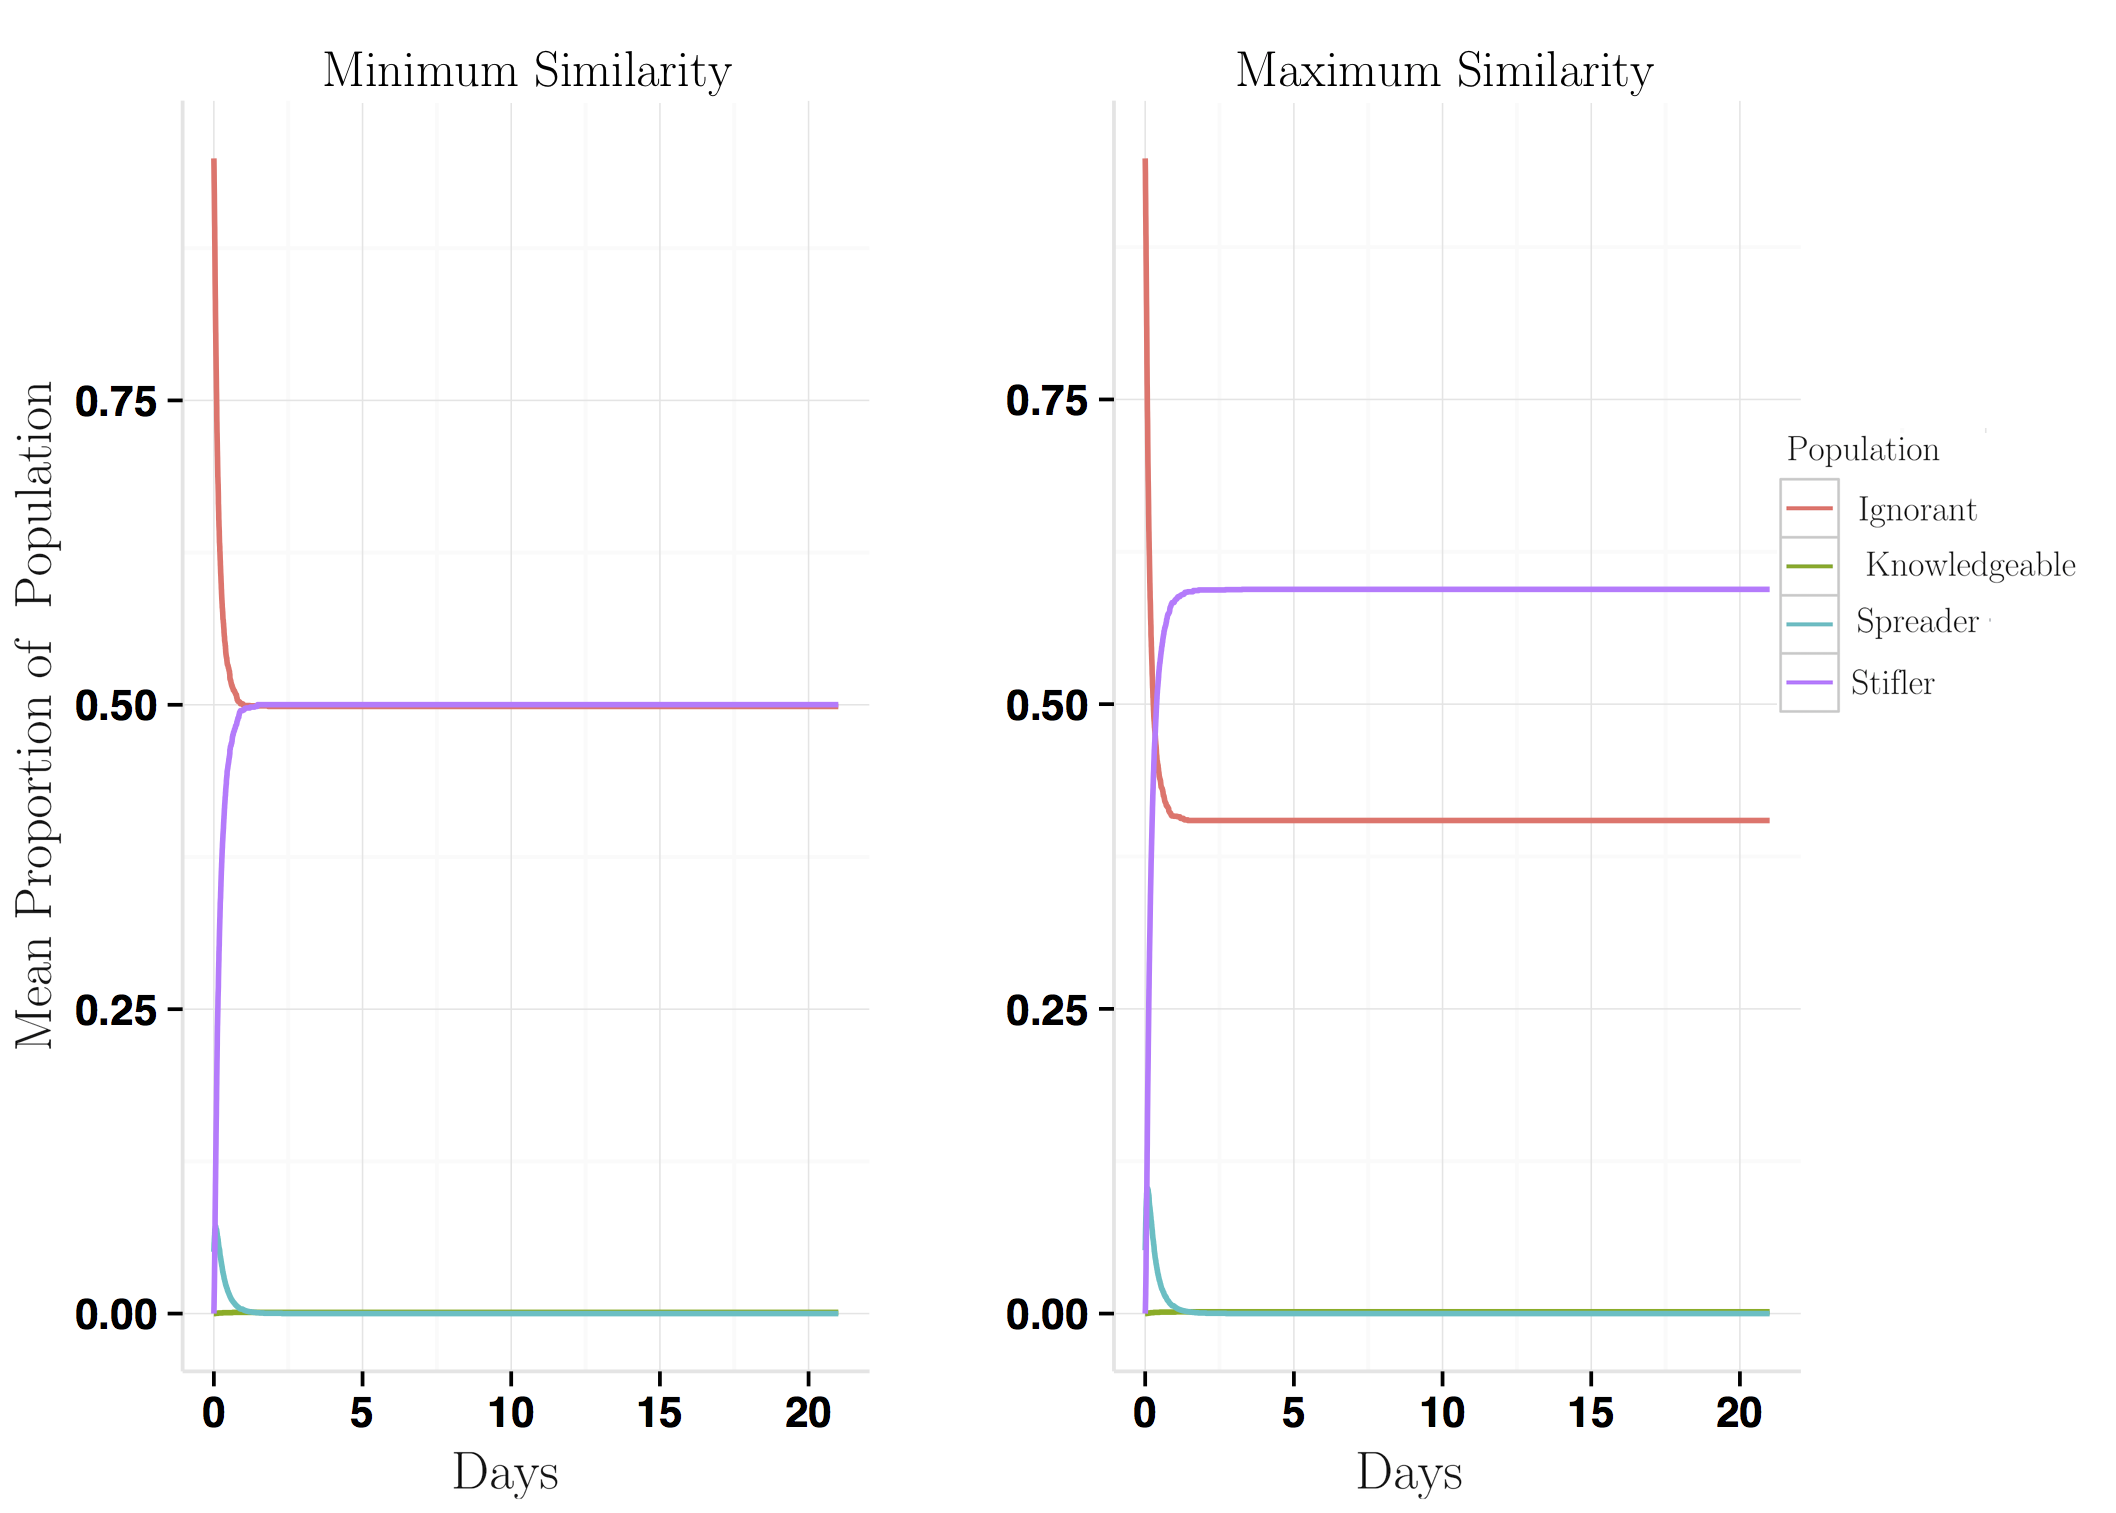 Minimum Similarity
Maximum Similarity
Mean Proportion of Population
0.75
0.50
0.25
0.00
0 5 10 15 20
Days
0.75
0.50
0.25
0.00
0 5 10 15 20
Days
Population
Ignorant
Knowledgeable
Spreader
Stifler